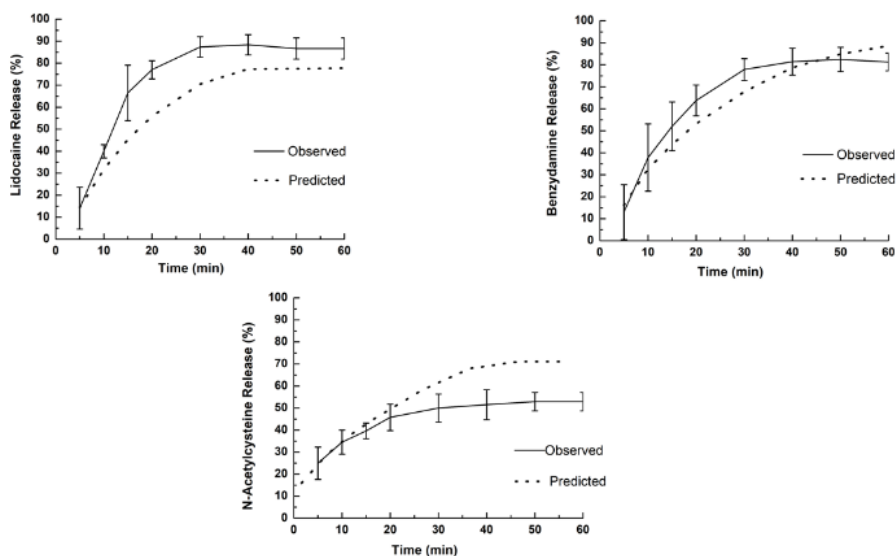 Lidocaine Release (%)
100
90
80
70
60
50
40
30
20
10
0
0 10 20 30 40 50 60
Time (min)
Observed
Predicted
Benzydamine Release (%)
100
90
80
70
60
50
40
30
20
10
0
0 10 20 30 40 50 60
Time (min)
Observed
Predicted
N-Acetylcysteine Release (%)
100
90
80
70
60
50
40
30
20
10
0
0 10 20 30 40 50 60
Time (min)
Observed
Predicted